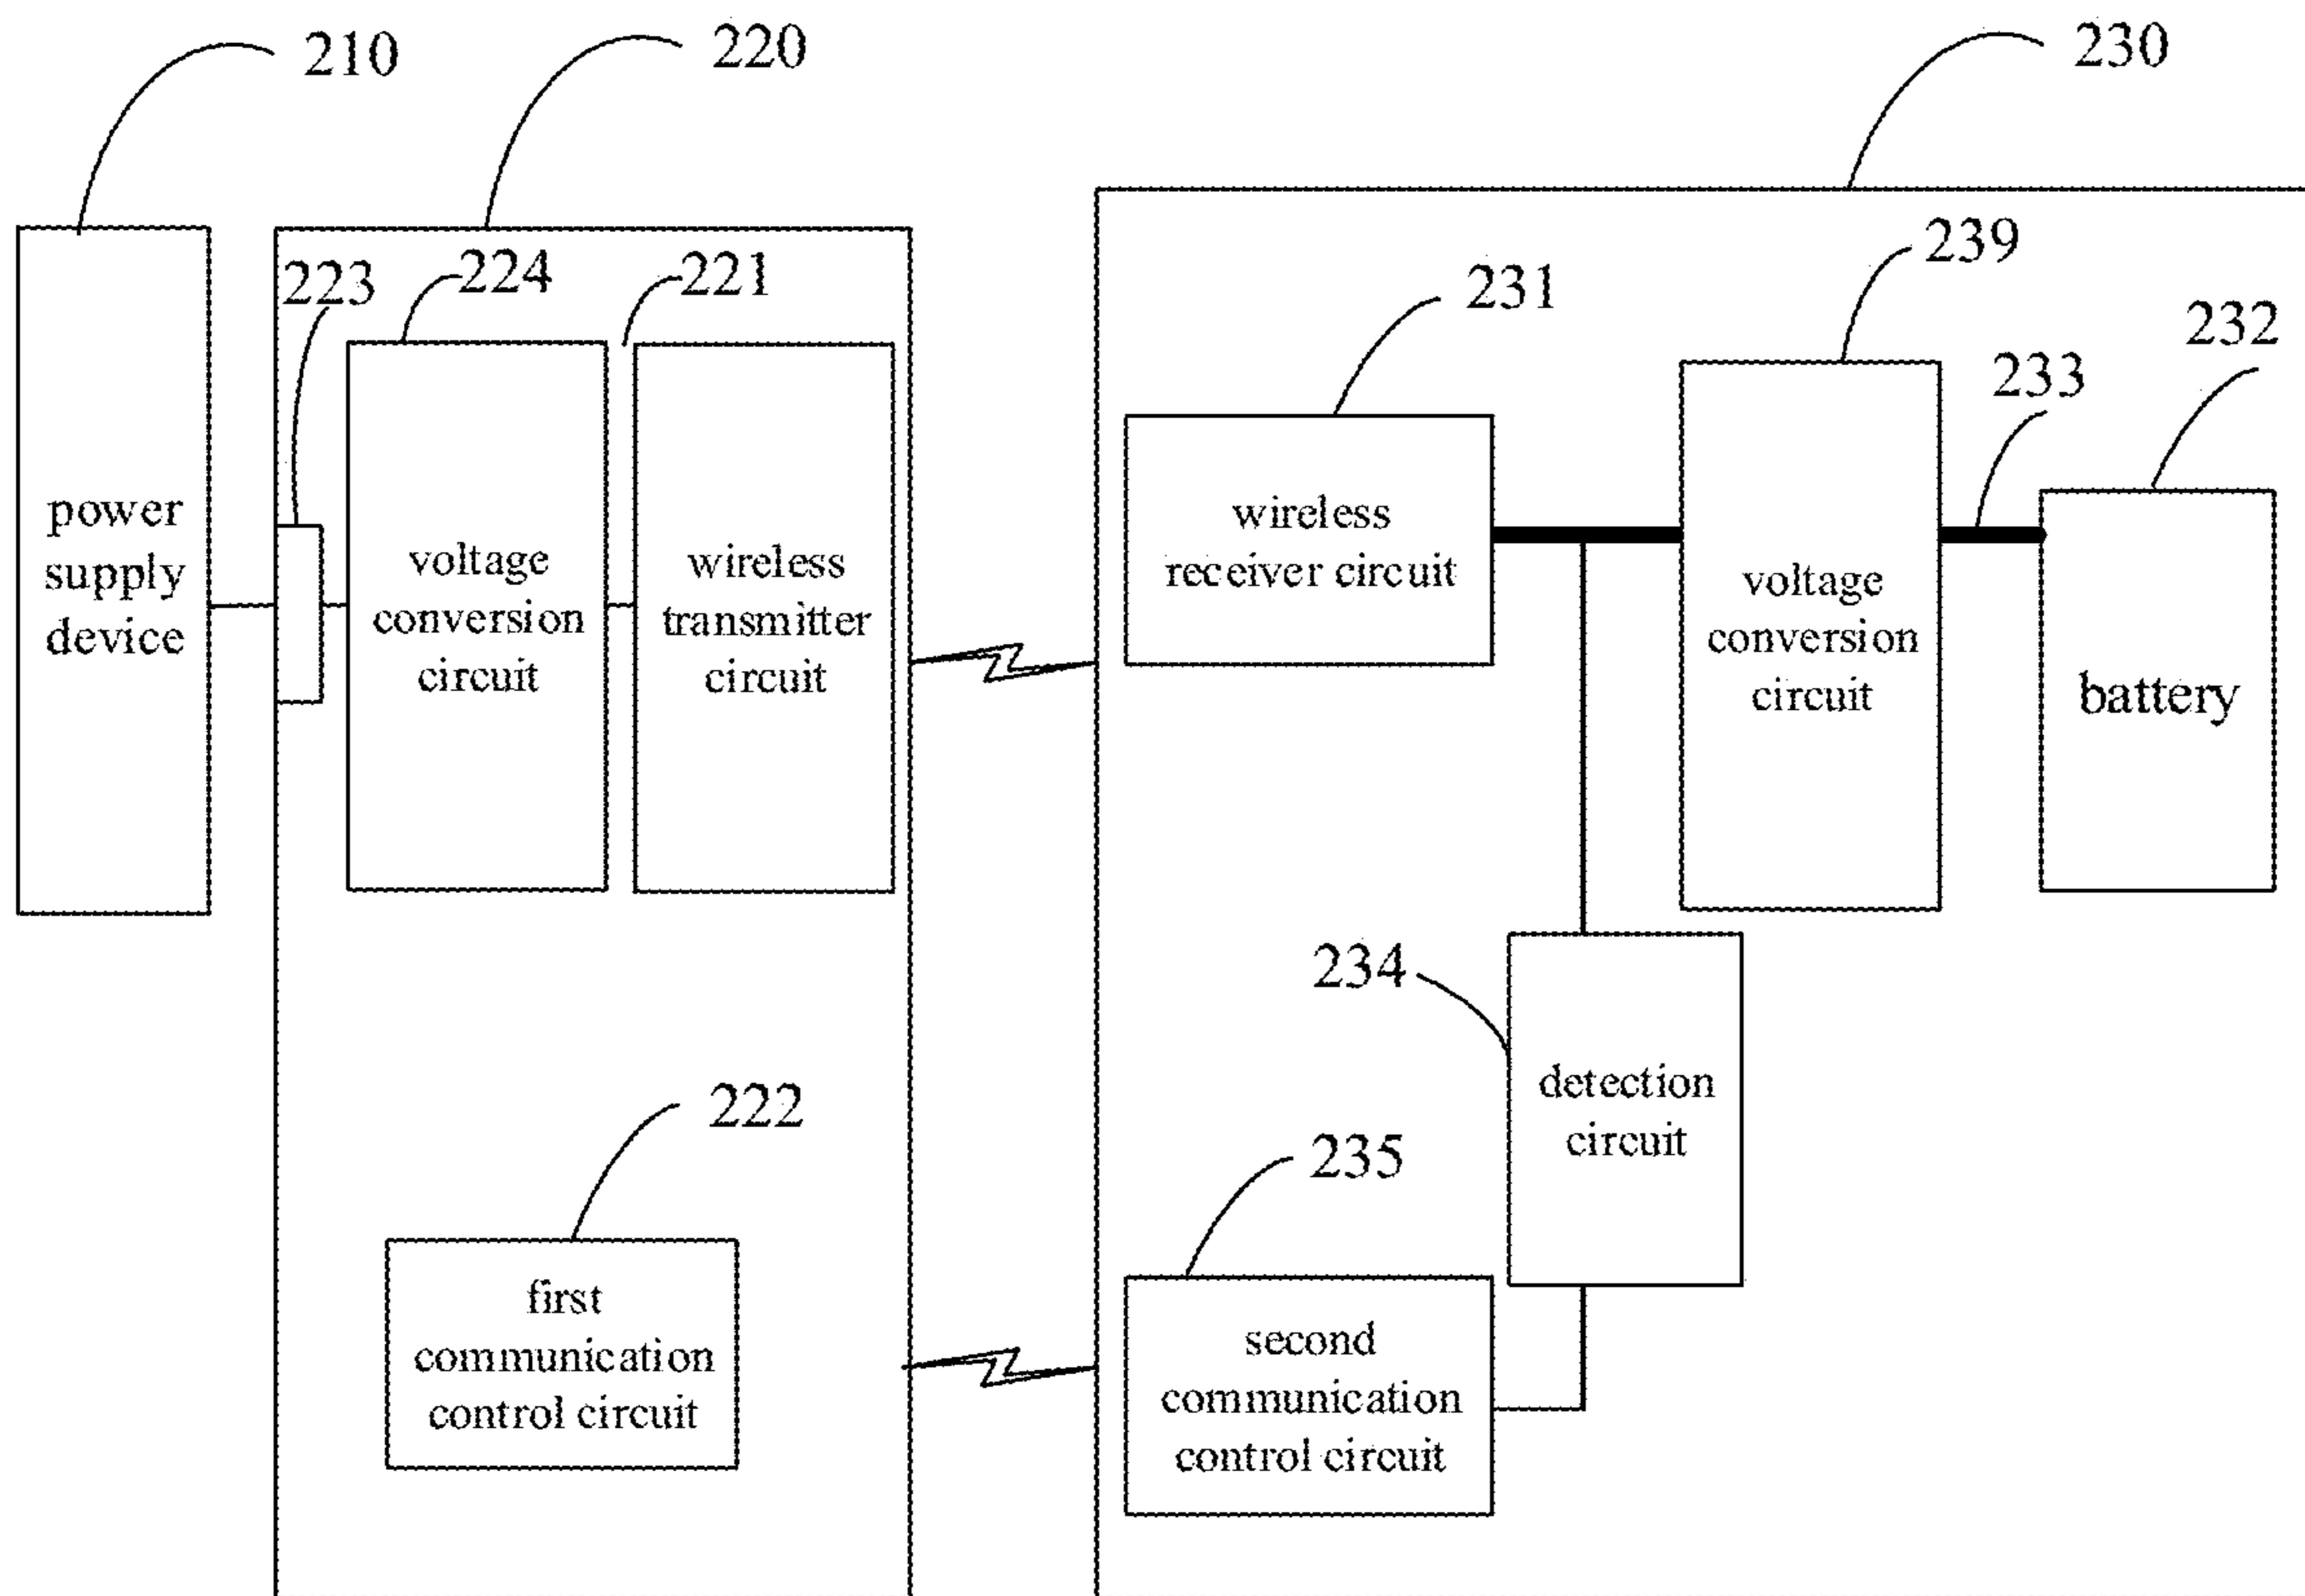 210
220
230
223
224
221
231
239
233
232
power
supply
device
voltage
conversion
circuit
wireless
transmitter
circuit
wireless
receiver circuit
voltage
conversion
circuit
battery
234
detection
circuit
222
235
first
communication
control circuit
second
communication
control circuit